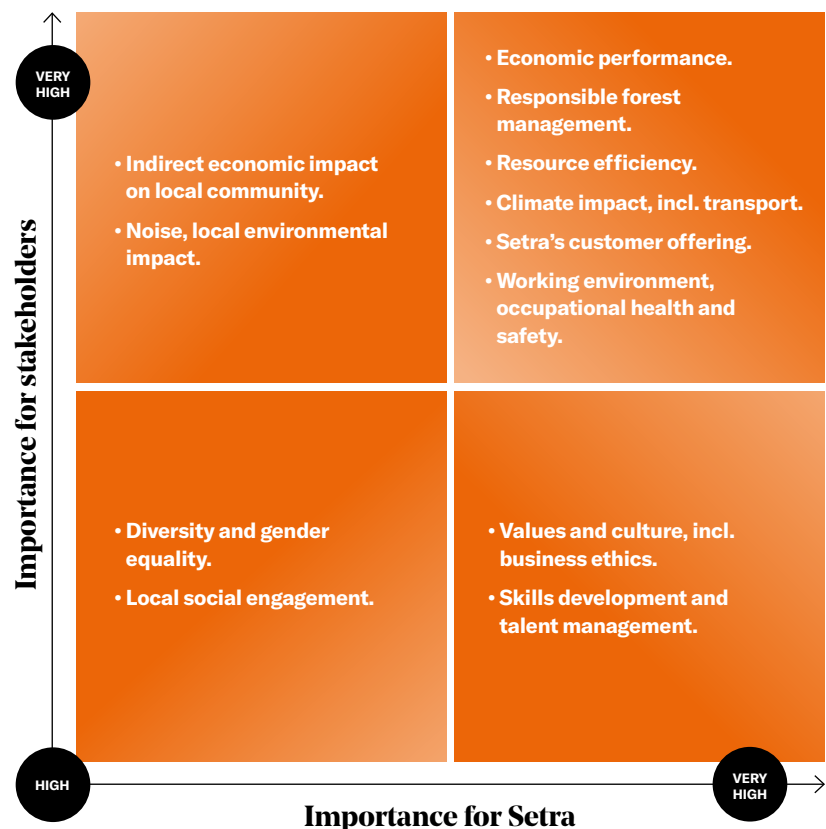 VERY
HIGH
Importance for stakeholders
• Indirect economic impact
on local community.
• Noise, local environmental
impact.
• Economic performance.
• Responsible forest
management.
• Resource efficiency.
• Climate impact, incl. transport.
• Setra’s customer offering.
• Working environment,
occupational health and
safety.
• Diversity and gender
equality.
• Local social engagement.
• Values and culture, incl.
business ethics.
• Skills development and
talent management.
HIGH
VERY
HIGH
Importance for Setra